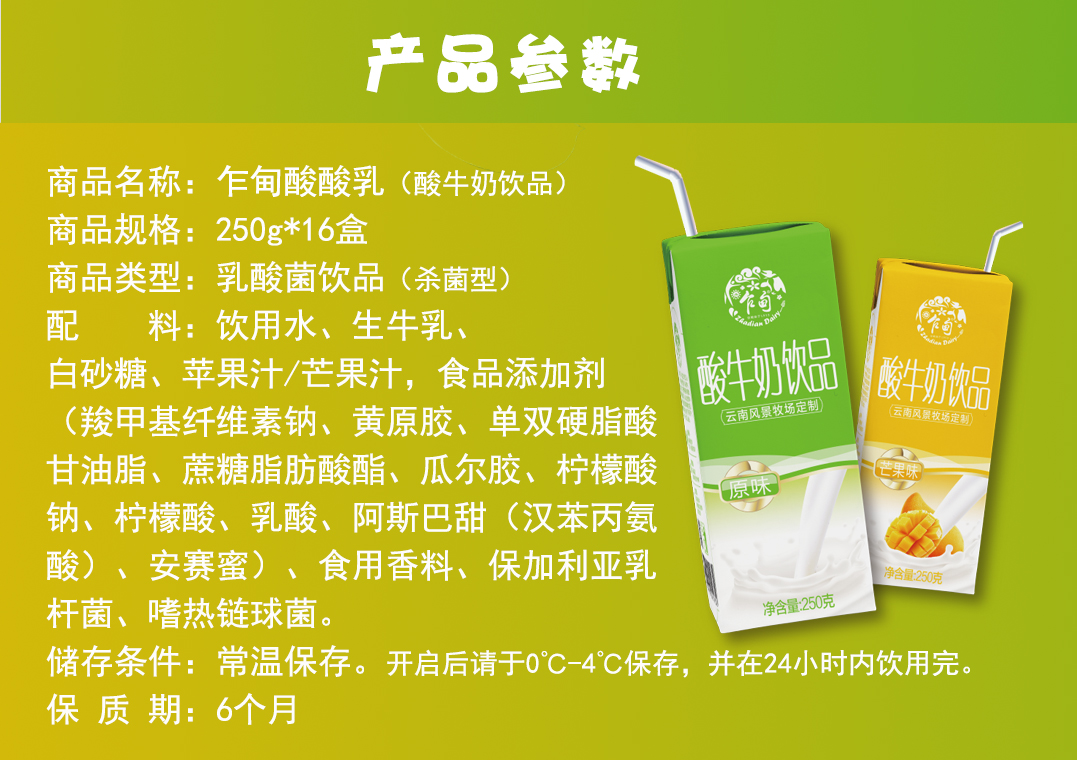 产品参数
商品名称：乍甸酸酸乳（酸牛奶饮品）
商品规格：250g*16盒
商品类型：乳酸菌饮品（杀菌型）
配　　料：饮用水、生牛乳、
白砂糖、苹果汁/芒果汁，食品添加剂
（羧甲基纤维素钠、黄原胶、单双硬脂酸
甘油脂、蔗糖脂肪酸酯、瓜尔胶、柠檬酸
钠、柠檬酸、乳酸、阿斯巴甜（汉苯丙氨
酸）、安赛蜜）、食用香料、保加利亚乳
杆菌、嗜热链球菌。
储存条件：常温保存。开启后请于0℃-4℃保存，并在24小时内饮用完。
保 质 期：6个月
乍甸
Zhadian Dairy
酸牛奶饮品
云南风景牧场定制
原味
净含量:250克
乍甸
Zhadian Dairy
酸牛奶饮品
云南风景牧场定制
芒果味
净含量:250克